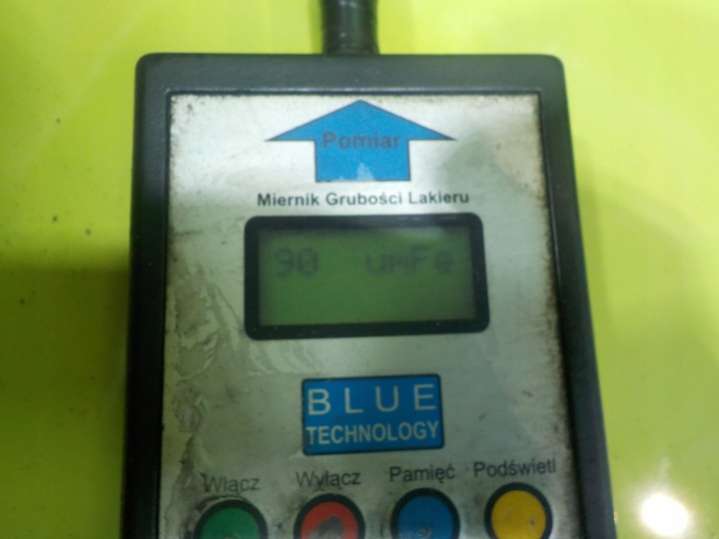 Pomiar
Miernik Grubości Lakieru
90 umFe
BLUE
TECHNOLOGY
Włącz Wyłącz Pamięć Podświetl